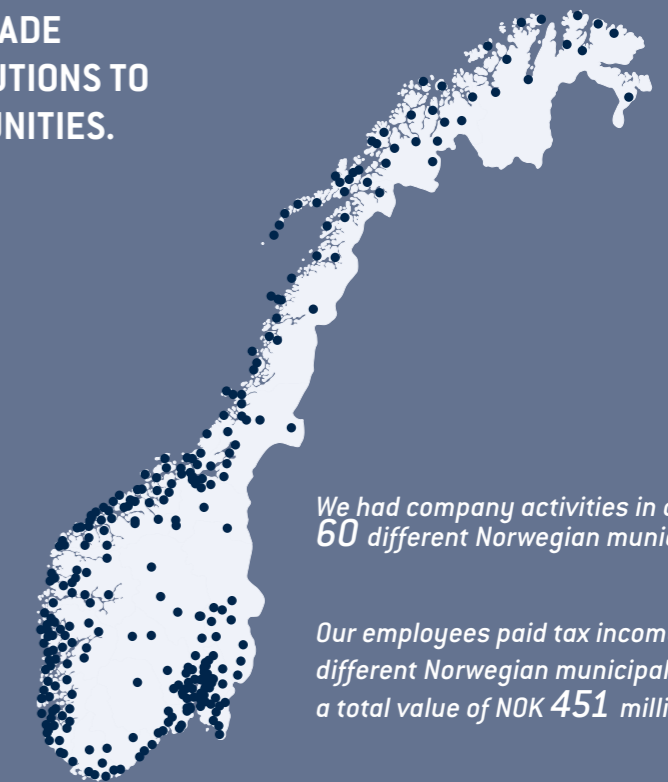 ADE
UTIONS TO
UNITIES.
We had company activities in
60 different Norwegian munic
Our employees paid tax incom
different Norwegian municipal
a total value of NOK 451 milli